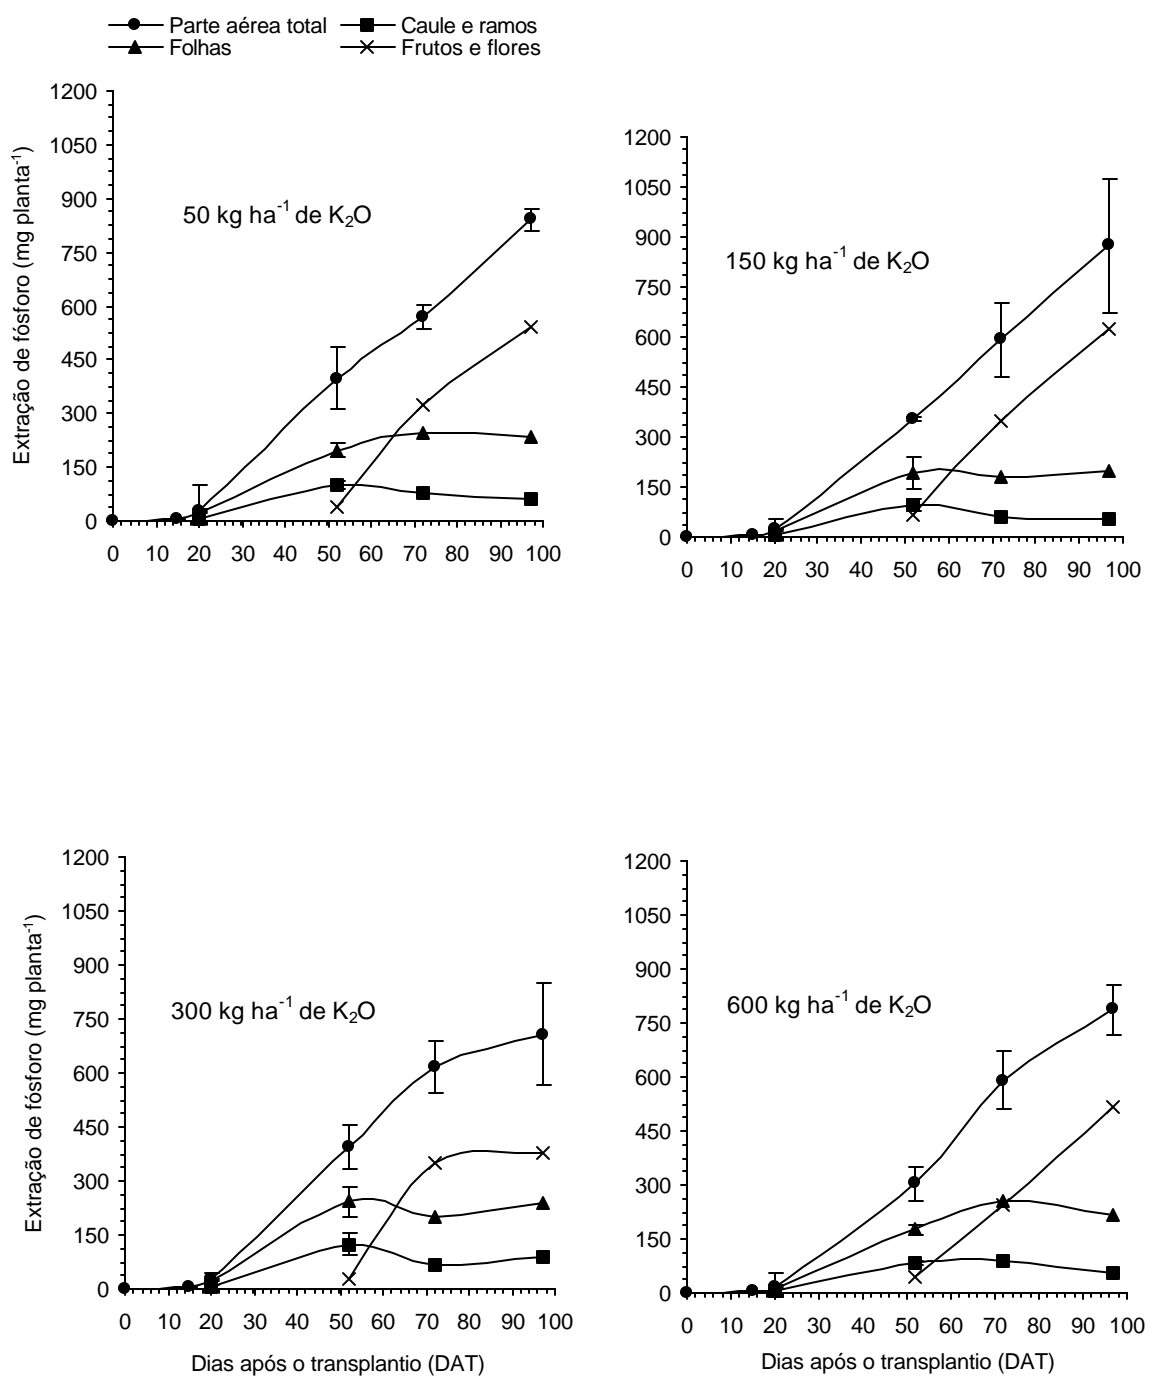 Parte aérea total Caule e ramos
Folhas Frutos e flores
Extração de fósforo (mg planta⁻¹)
1200
1050
900
750
600
450
300
150
0
50 kg ha⁻¹ de K₂O
0 10 20 30 40 50 60 70 80 90 100
1200
1050
900
750
600
450
300
150
0
150 kg ha⁻¹ de K₂O
0 10 20 30 40 50 60 70 80 90 100
Extração de fósforo (mg planta⁻¹)
1200
1050
900
750
600
450
300
150
0
300 kg ha⁻¹ de K₂O
0 10 20 30 40 50 60 70 80 90 100
Dias após o transplantio (DAT)
1200
1050
900
750
600
450
300
150
0
600 kg ha⁻¹ de K₂O
0 10 20 30 40 50 60 70 80 90 100
Dias após o transplantio (DAT)